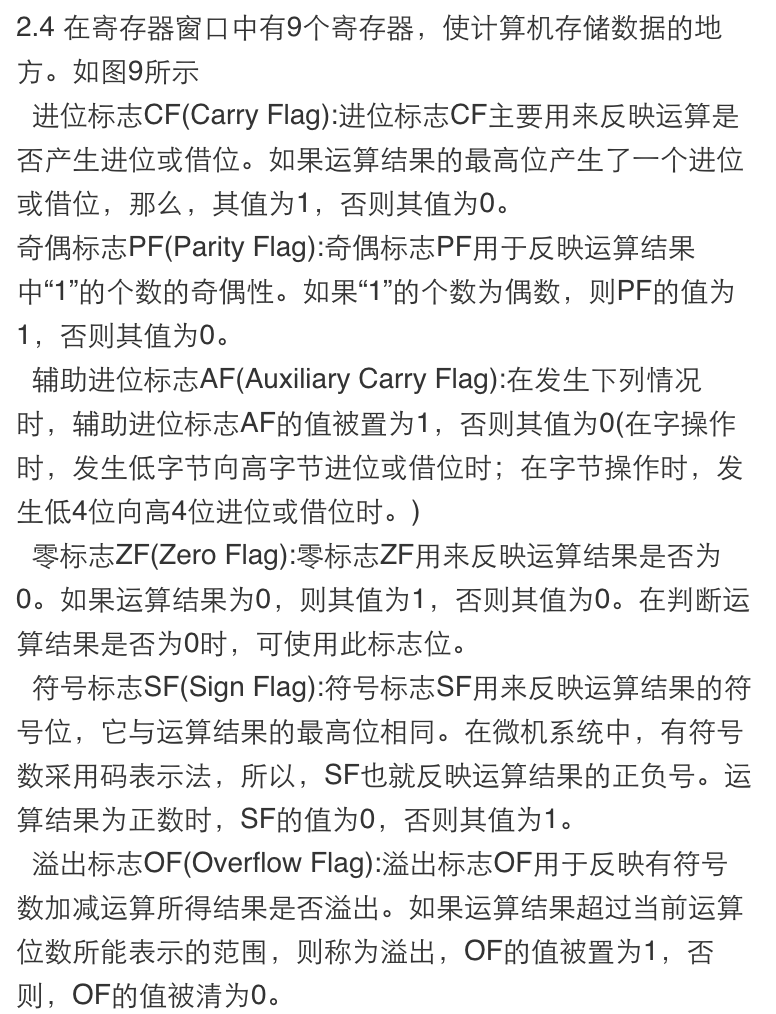 2.4 在寄存器窗口中有9个寄存器，使计算机存储数据的地
方。如图9所示
进位标志CF(Carry Flag):进位标志CF主要用来反映运算是
否产生进位或借位。如果运算结果的最高位产生了一个进位
或借位，那么，其值为1，否则其值为0。
奇偶标志PF(Parity Flag):奇偶标志PF用于反映运算结果
中“1”的个数的奇偶性。如果“1”的个数为偶数，则PF的值为
1，否则其值为0。
辅助进位标志AF(Auxiliary Carry Flag):在发生下列情况
时，辅助进位标志AF的值被置为1，否则其值为0(在字操作
时，发生低字节向高字节进位或借位时；在字节操作时，发
生低4位向高4位进位或借位时。)
零标志ZF(Zero Flag):零标志ZF用来反映运算结果是否为
0。如果运算结果为0，则其值为1，否则其值为0。在判断运
算结果是否为0时，可使用此标志位。
符号标志SF(Sign Flag):符号标志SF用来反映运算结果的符
号位，它与运算结果的最高位相同。在微机系统中，有符号
数采用码表示法，所以，SF也就反映运算结果的正负号。运
算结果为正数时，SF的值为0，否则其值为1。
溢出标志OF(Overflow Flag):溢出标志OF用于反映有符号
数加减运算所得结果是否溢出。如果运算结果超过当前运算
位数所能表示的范围，则称为溢出，OF的值被置为1，否
则，OF的值被清为0。